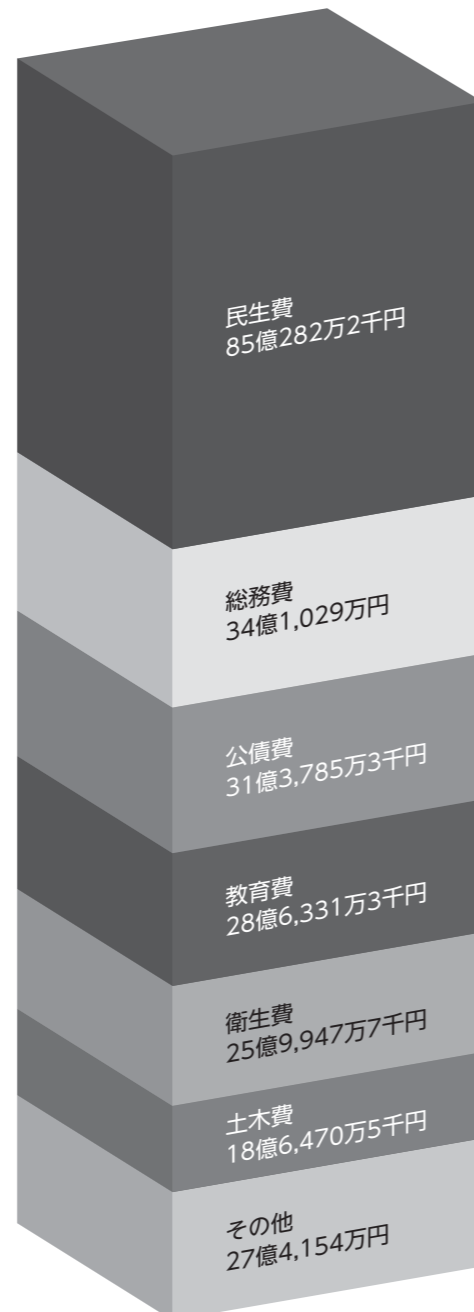 民生費
85億282万2千円
総務費
34億1,029万円
公債費
31億3,785万3千円
教育費
28億6,331万3千円
衛生費
25億9,947万7千円
土木費
18億6,470万5千円
その他
27億4,154万円